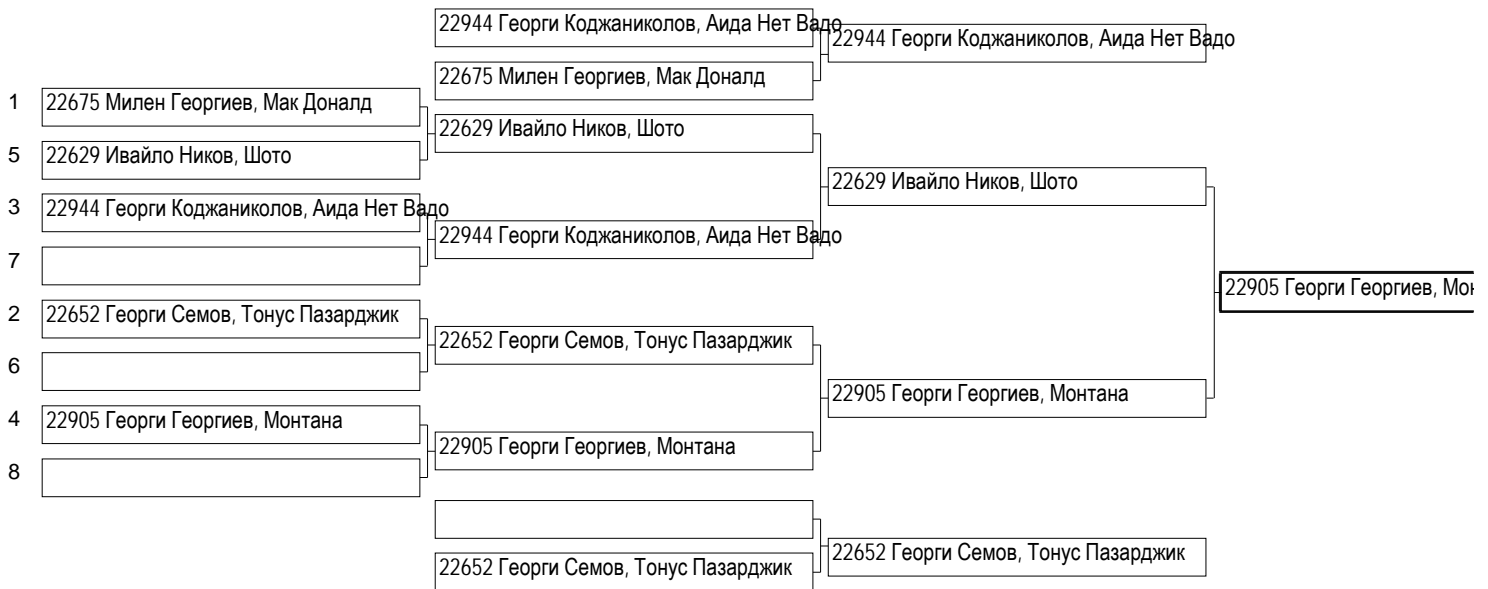 22944 Георги Коджаниколов, Аида Нет Вадо
22944 Георги Коджаниколов, Аида Нет Вадо
22675 Милен Георгиев, Мак Доналд
1 22675 Милен Георгиев, Мак Доналд
22629 Ивайло Ников, Шото
5 22629 Ивайло Ников, Шото
22629 Ивайло Ников, Шото
3 22944 Георги Коджаниколов, Аида Нет Вадо
22944 Георги Коджаниколов, Аида Нет Вадо
7
22905 Георги Георгиев,
2 22652 Георги Семов, Тонус Пазарджик
22652 Георги Семов, Тонус Пазарджик
6
22905 Георги Георгиев, Монтана
4 22905 Георги Георгиев, Монтана
22905 Георги Георгиев, Монтана
8
22652 Георги Семов, Тонус Пазарджик
22652 Георги Семов, Тонус Пазарджик